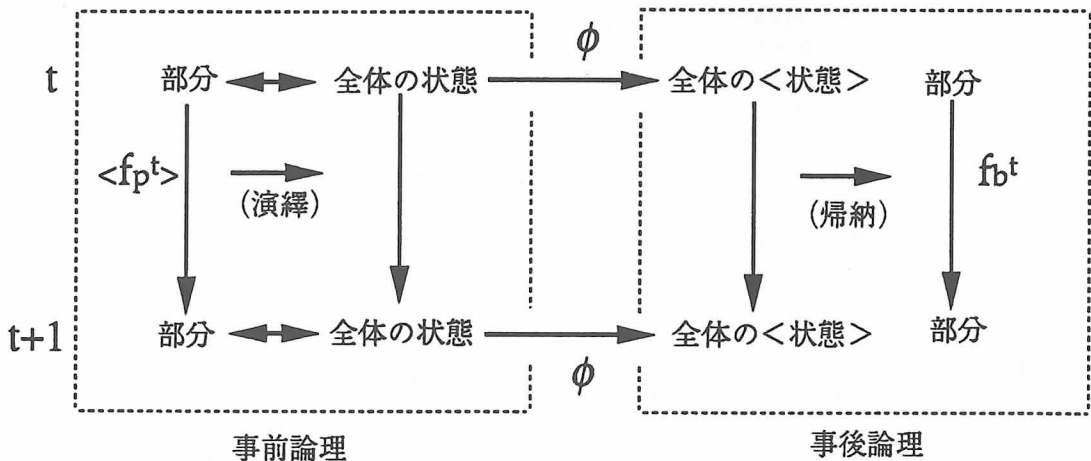 ϕ
t 部分 全体の状態 全体の＜状態＞ 部分
<fpᵗ> (演繹) (帰納) fbᵗ
t+1 部分 全体の状態 全体の＜状態＞ 部分
ϕ
事前論理 事後論理